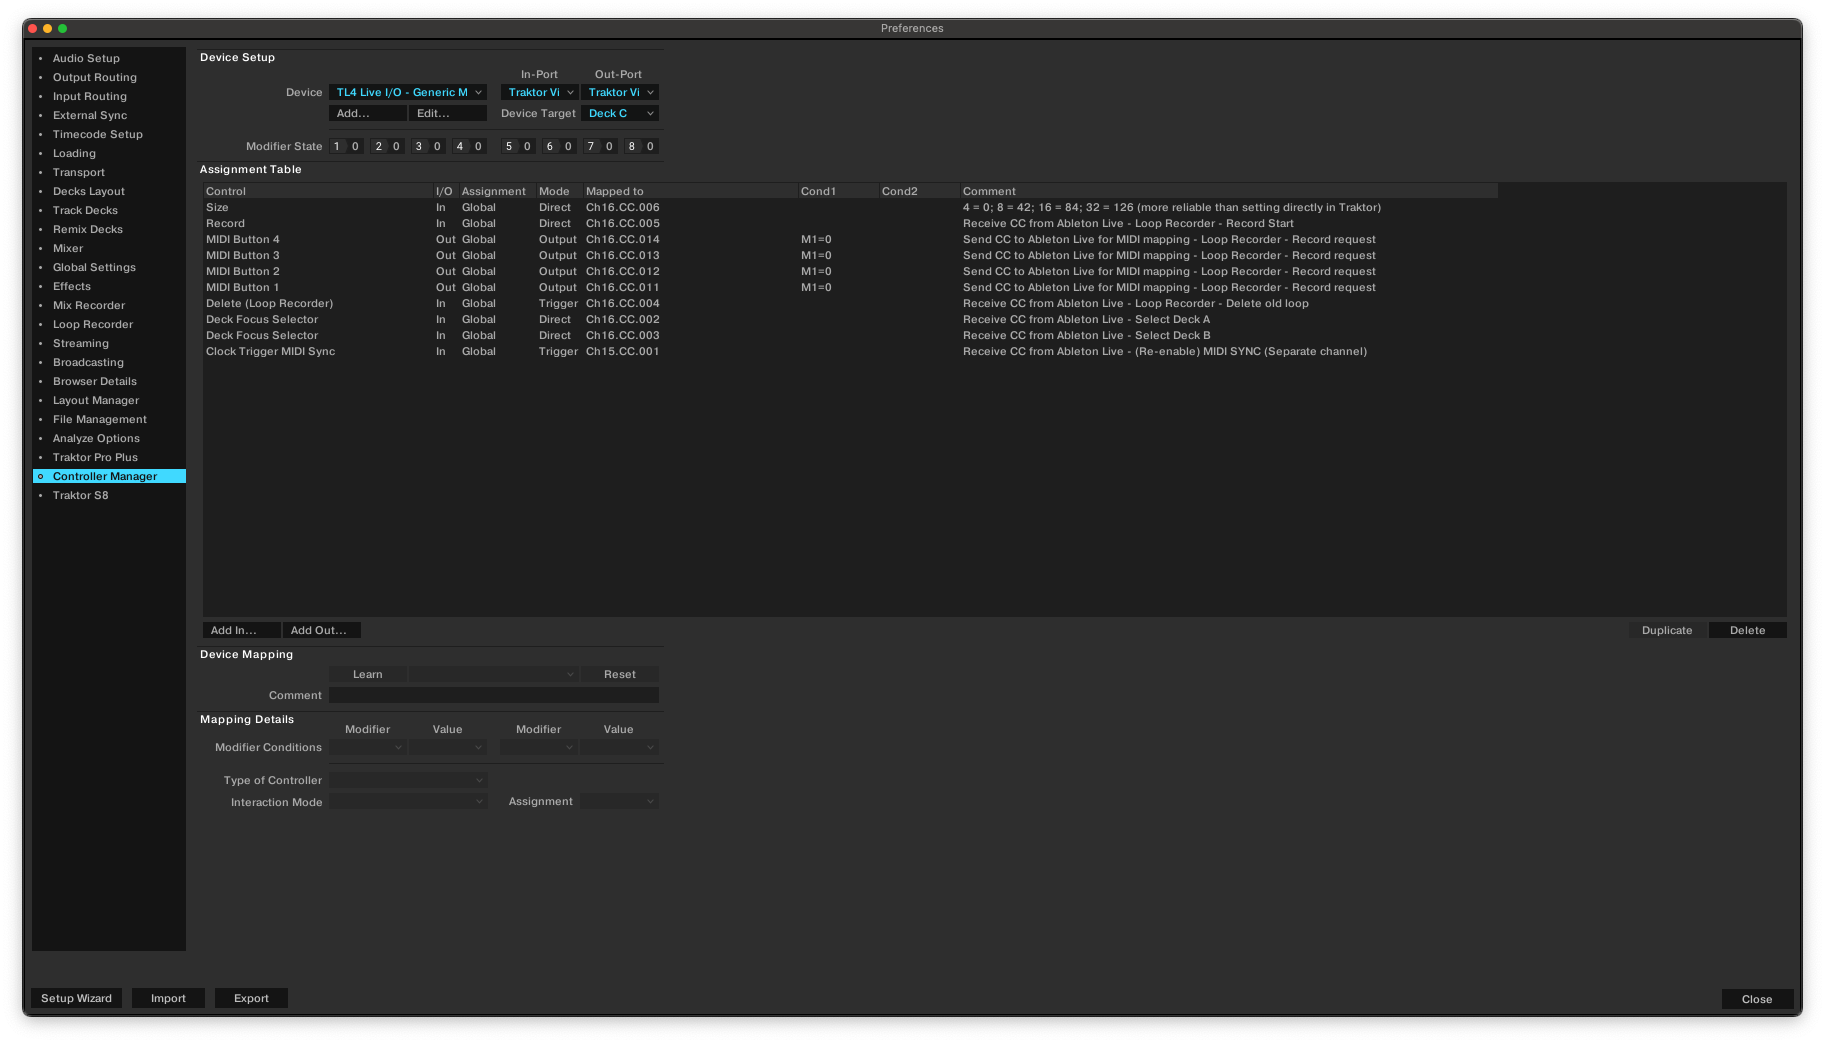 Preferences
Audio Setup
Output Routing
Input Routing
External Sync
Timecode Setup
Loading
Transport
Decks Layout
Track Decks
Remix Decks
Mixer
Global Settings
Effects
Mix Recorder
Loop Recorder
Streaming
Broadcasting
Browser Details
Layout Manager
File Management
Analyze Options
Traktor Pro Plus
Controller Manager
Traktor S8
Device Setup
In-Port Out-Port
Device TL4 Live I/O - Generic M Traktor Vi Traktor Vi
Add... Edit... Device Target Deck C
Modifier State 1 0 2 0 3 0 4 0 5 0 6 0 7 0 8 0
Assignment Table
Control I/O Assignment Mode Mapped to Cond1 Cond2 Comment
Size In Global Direct Ch16.CC.006 4 = 0; 8 = 42; 16 = 84; 32 = 126 (more reliable than setting directly in Traktor)
Record In Global Direct Ch16.CC.005 Receive CC from Ableton Live - Loop Recorder - Record Start
MIDI Button 4 Out Global Output Ch16.CC.014 M1=0 Send CC to Ableton Live for MIDI mapping - Loop Recorder - Record request
MIDI Button 3 Out Global Output Ch16.CC.013 M1=0 Send CC to Ableton Live for MIDI mapping - Loop Recorder - Record request
MIDI Button 2 Out Global Output Ch16.CC.012 M1=0 Send CC to Ableton Live for MIDI mapping - Loop Recorder - Record request
MIDI Button 1 Out Global Output Ch16.CC.011 M1=0 Send CC to Ableton Live for MIDI mapping - Loop Recorder - Record request
Delete (Loop Recorder) In Global Trigger Ch16.CC.004 Receive CC from Ableton Live - Loop Recorder - Delete old loop
Deck Focus Selector In Global Direct Ch16.CC.002 Receive CC from Ableton Live - Select Deck A
Deck Focus Selector In Global Direct Ch16.CC.003 Receive CC from Ableton Live - Select Deck B
Clock Trigger MIDI Sync In Global Trigger Ch15.CC.001 Receive CC from Ableton Live - (Re-enable) MIDI SYNC (Separate channel)
Add In... Add Out... Duplicate Delete
Device Mapping
Learn Reset
Comment
Mapping Details
Modifier Value Modifier Value
Modifier Conditions
Type of Controller
Interaction Mode Assignment
Setup Wizard Import Export Close